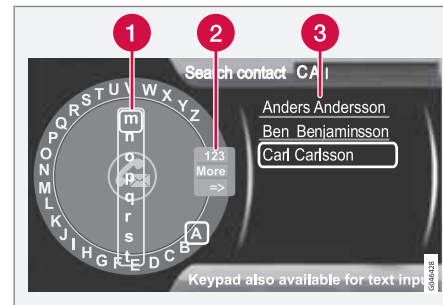 1
2
3
Search contact CA
Anders Andersson
Ben Benjaminsson
Carl Carlsson
A B C D E F G H I J K L M N O P Q R S T U V W X Y Z
m
n
o
p
q
r
s
t
123
More
=>
Keypad also available for text inpu
G046428